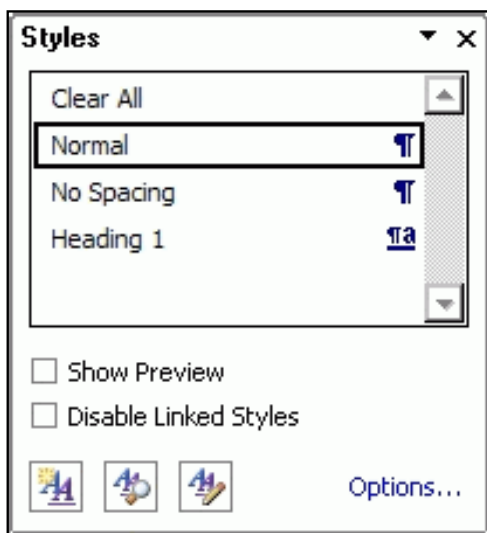 Styles
Clear All
Normal ¶
No Spacing ¶
Heading 1 ¶a
Show Preview
Disable Linked Styles
Options...